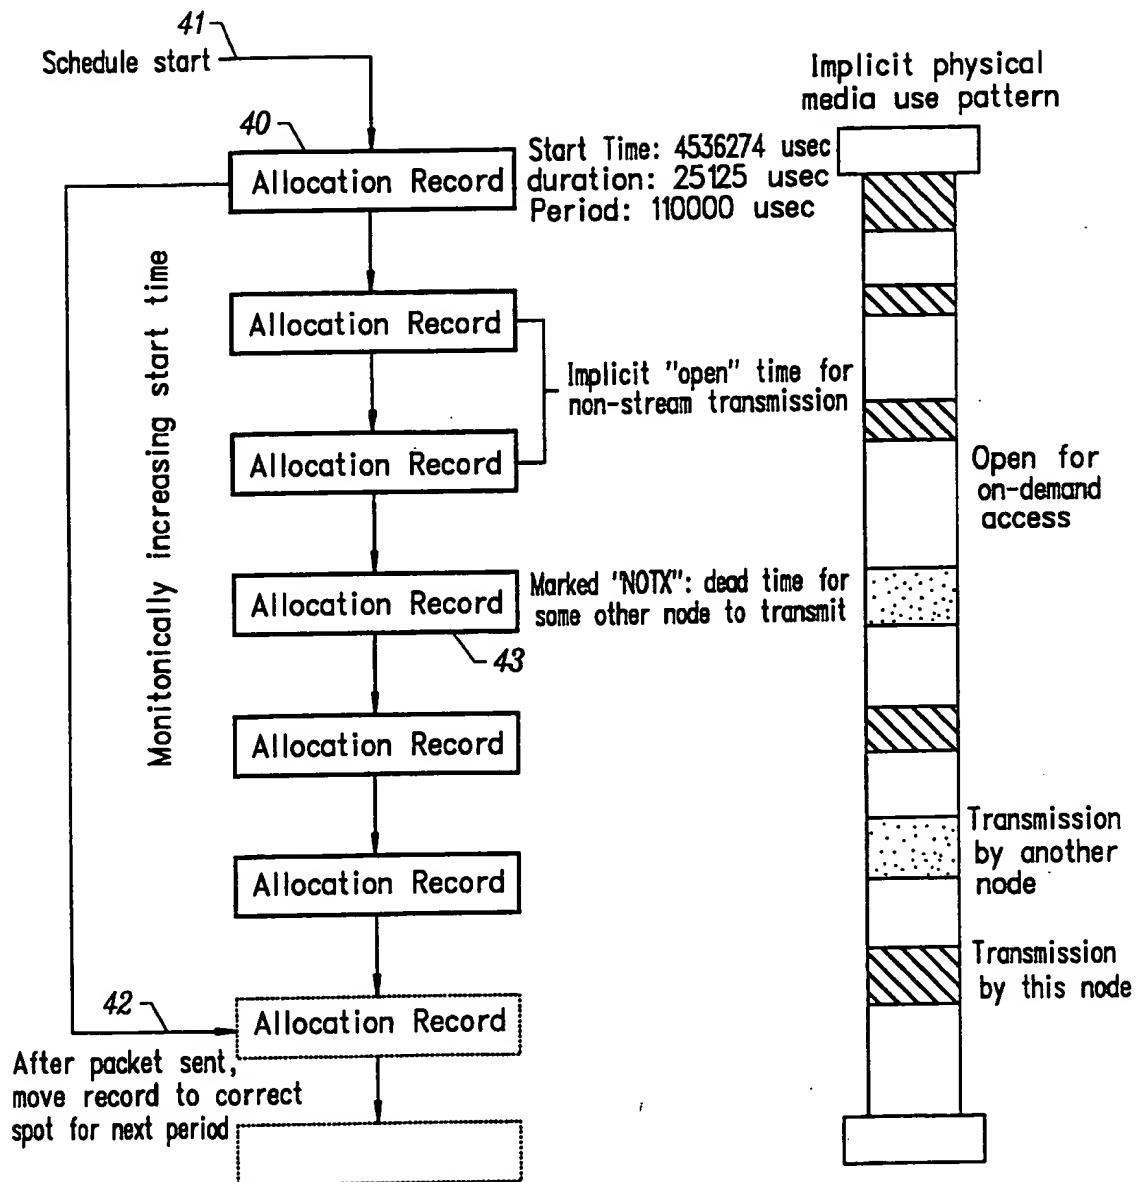 41
Schedule start
40
Allocation Record
Start Time: 4536274 usec
duration: 25125 usec
Period: 110000 usec
Monitonically increasing start time
Allocation Record
Allocation Record
Implicit "open" time for
non-stream transmission
Allocation Record
43
Marked "NOTX": dead time for
some other node to transmit
Allocation Record
Allocation Record
42
Allocation Record
After packet sent,
move record to correct
spot for next period
Implicit physical
media use pattern
Open for
on-demand
access
Transmission
by another
node
Transmission
by this node